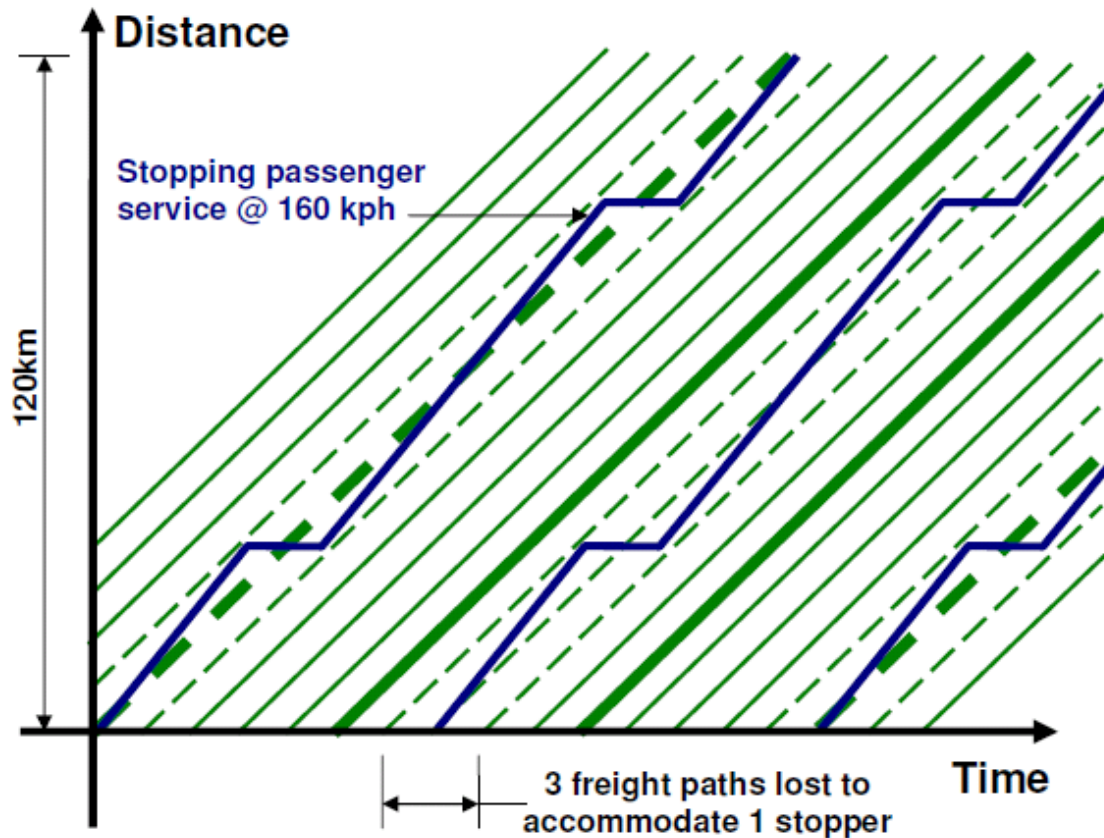 Distance
Stopping passenger
service @ 160 kph
120km
Time
3 freight paths lost to
accommodate 1 stopper